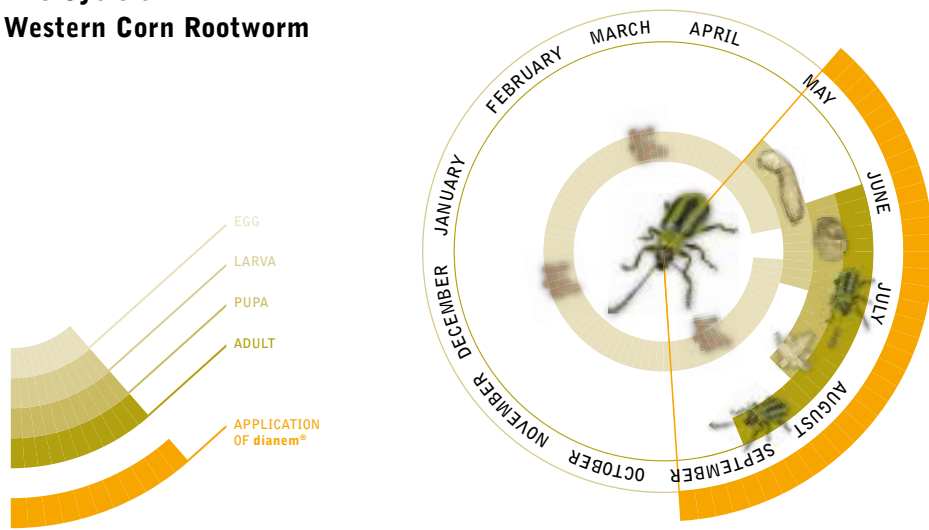 Western Corn Rootworm
EGG
LARVA
PUPA
ADULT
APPLICATION
OF dianem®
JANUARY
FEBRUARY
MARCH
APRIL
MAY
JUNE
JULY
AUGUST
SEPTEMBER
OCTOBER
NOVEMBER
DECEMBER